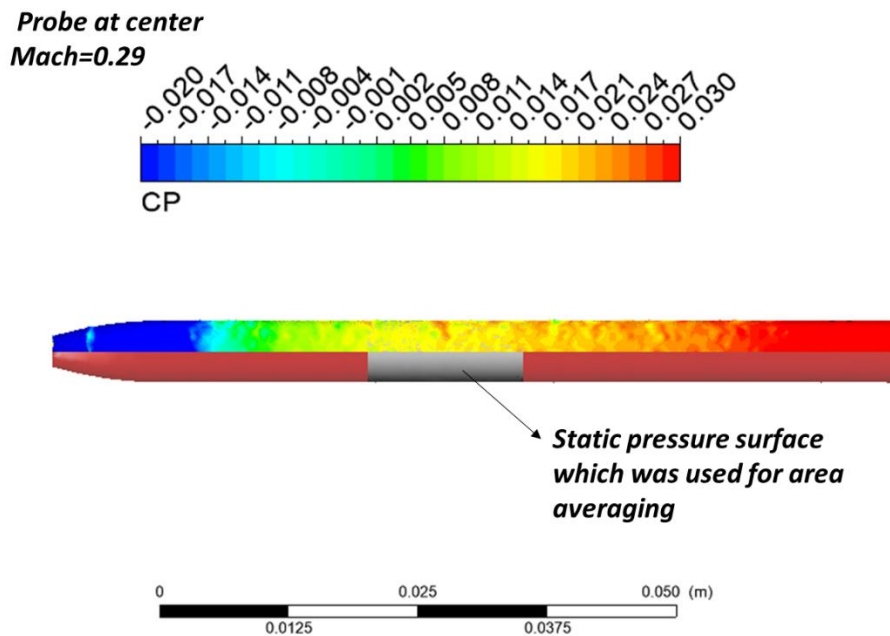 Probe at center
Mach=0.29
-0.020 -0.017 -0.014 -0.011 -0.008 -0.004 -0.001 0.002 0.005 0.008 0.011 0.014 0.017 0.021 0.024 0.027 0.030
CP
Static pressure surface
which was used for area
averaging
0 0.025 0.050 (m)
0.0125 0.0375